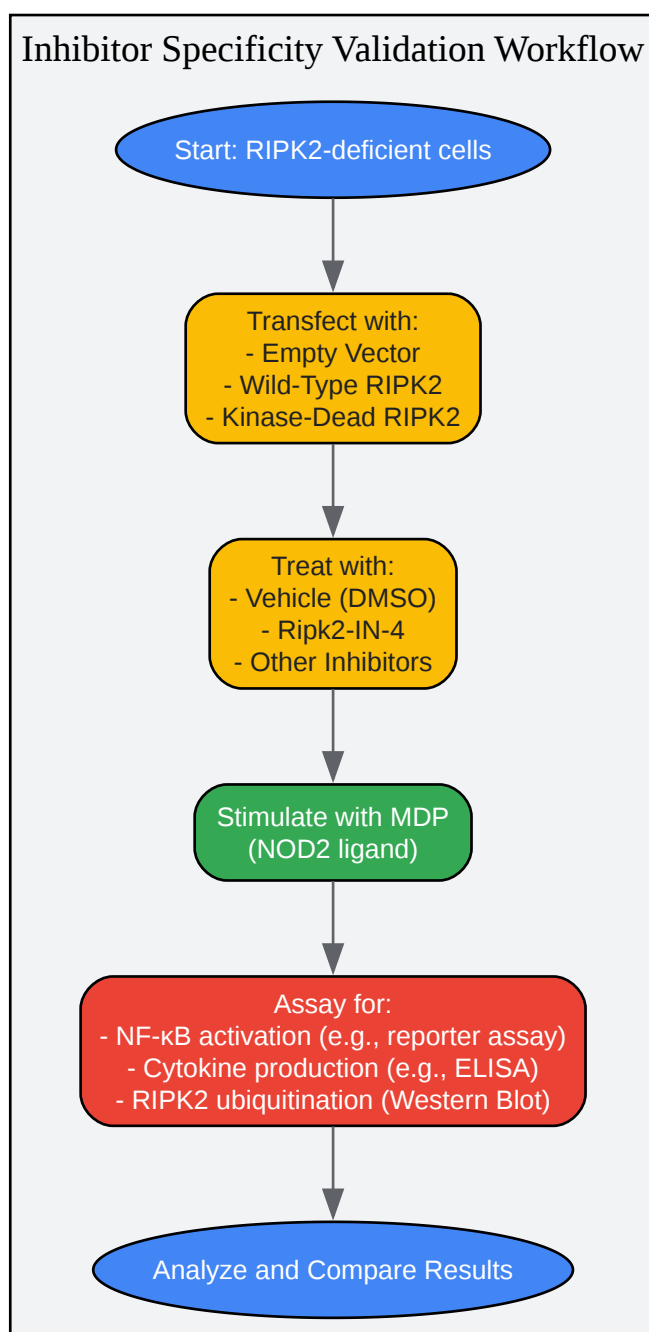 Inhibitor Specificity Validation Workflow
Start: RIPK2-deficient cells
Transfect with:
- Empty Vector
- Wild-Type RIPK2
- Kinase-Dead RIPK2
Treat with:
- Vehicle (DMSO)
- Ripk2-IN-4
- Other Inhibitors
Stimulate with MDP
(NOD2 ligand)
Assay for:
- NF-κB activation (e.g., reporter assay)
- Cytokine production (e.g., ELISA)
- RIPK2 ubiquitination (Western Blot)
Analyze and Compare Results